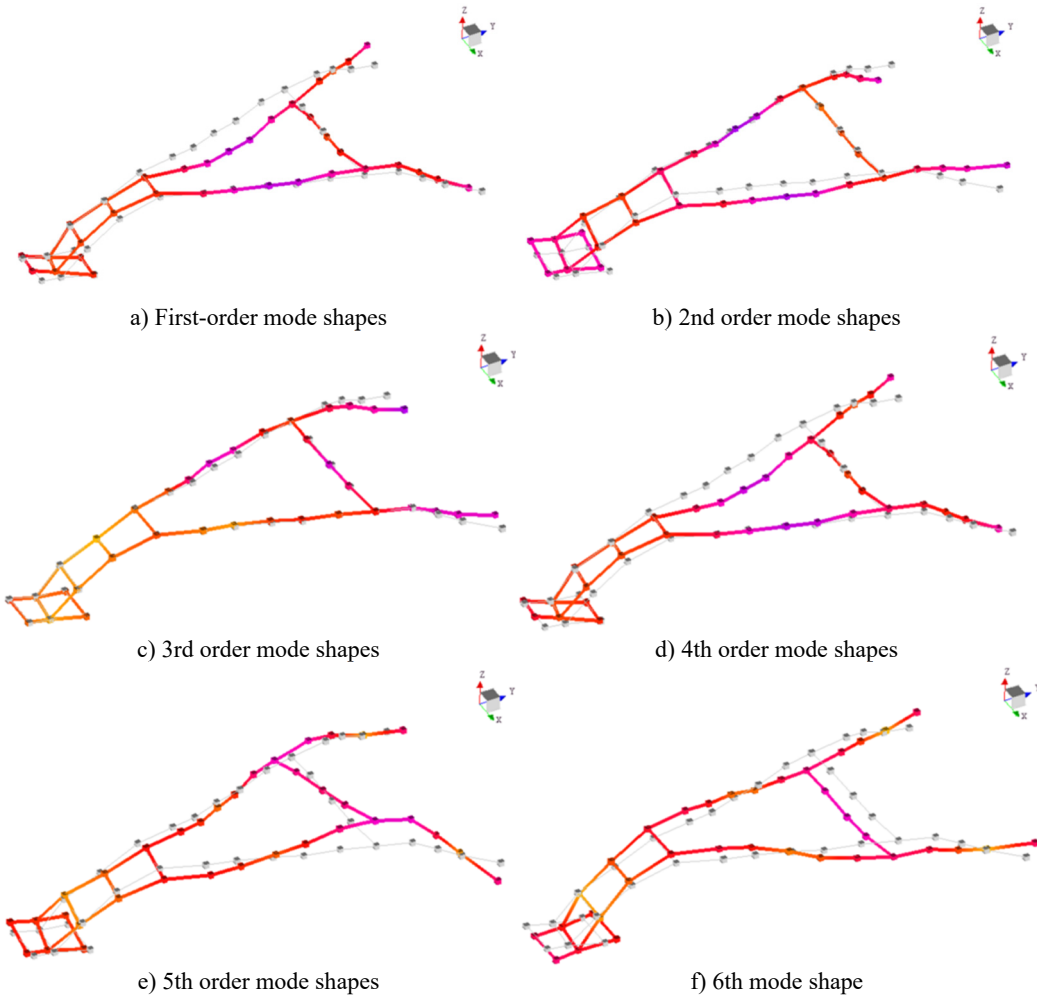 Z
Y
X
Z
Y
X
a) First-order mode shapes
b) 2nd order mode shapes
Z
Y
X
Z
Y
X
c) 3rd order mode shapes
d) 4th order mode shapes
Z
Y
X
Z
Y
X
e) 5th order mode shapes
f) 6th mode shape